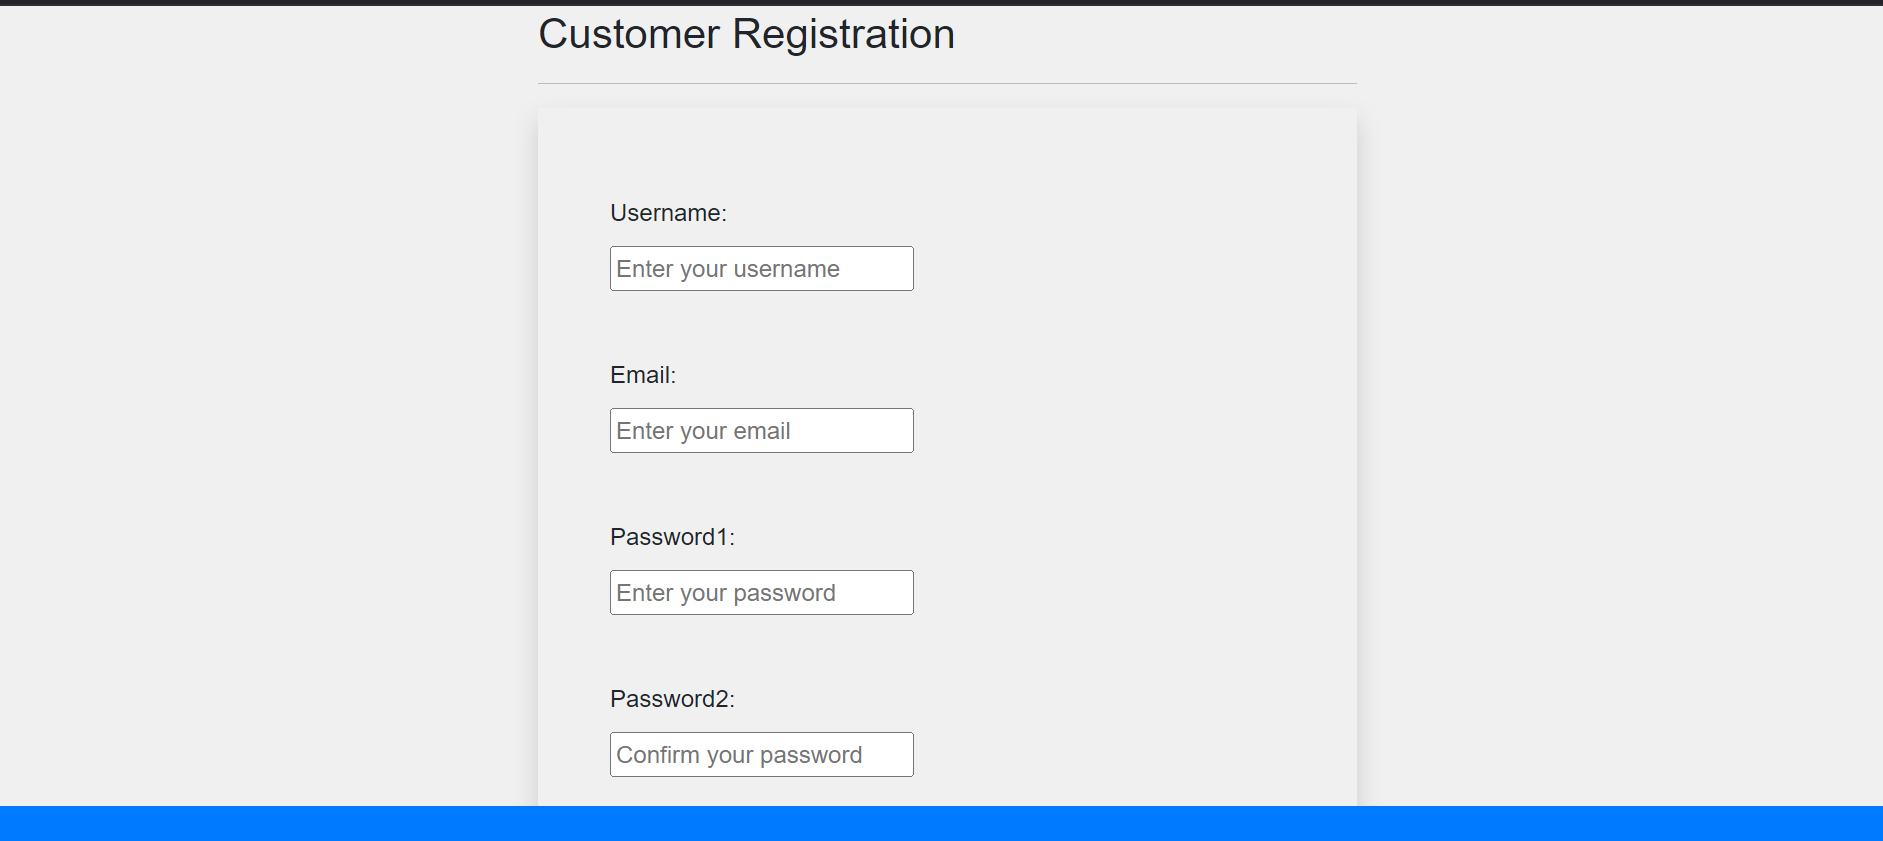 Customer Registration
Username:
Enter your username
Email:
Enter your email
Password1:
Enter your password
Password2:
Confirm your password